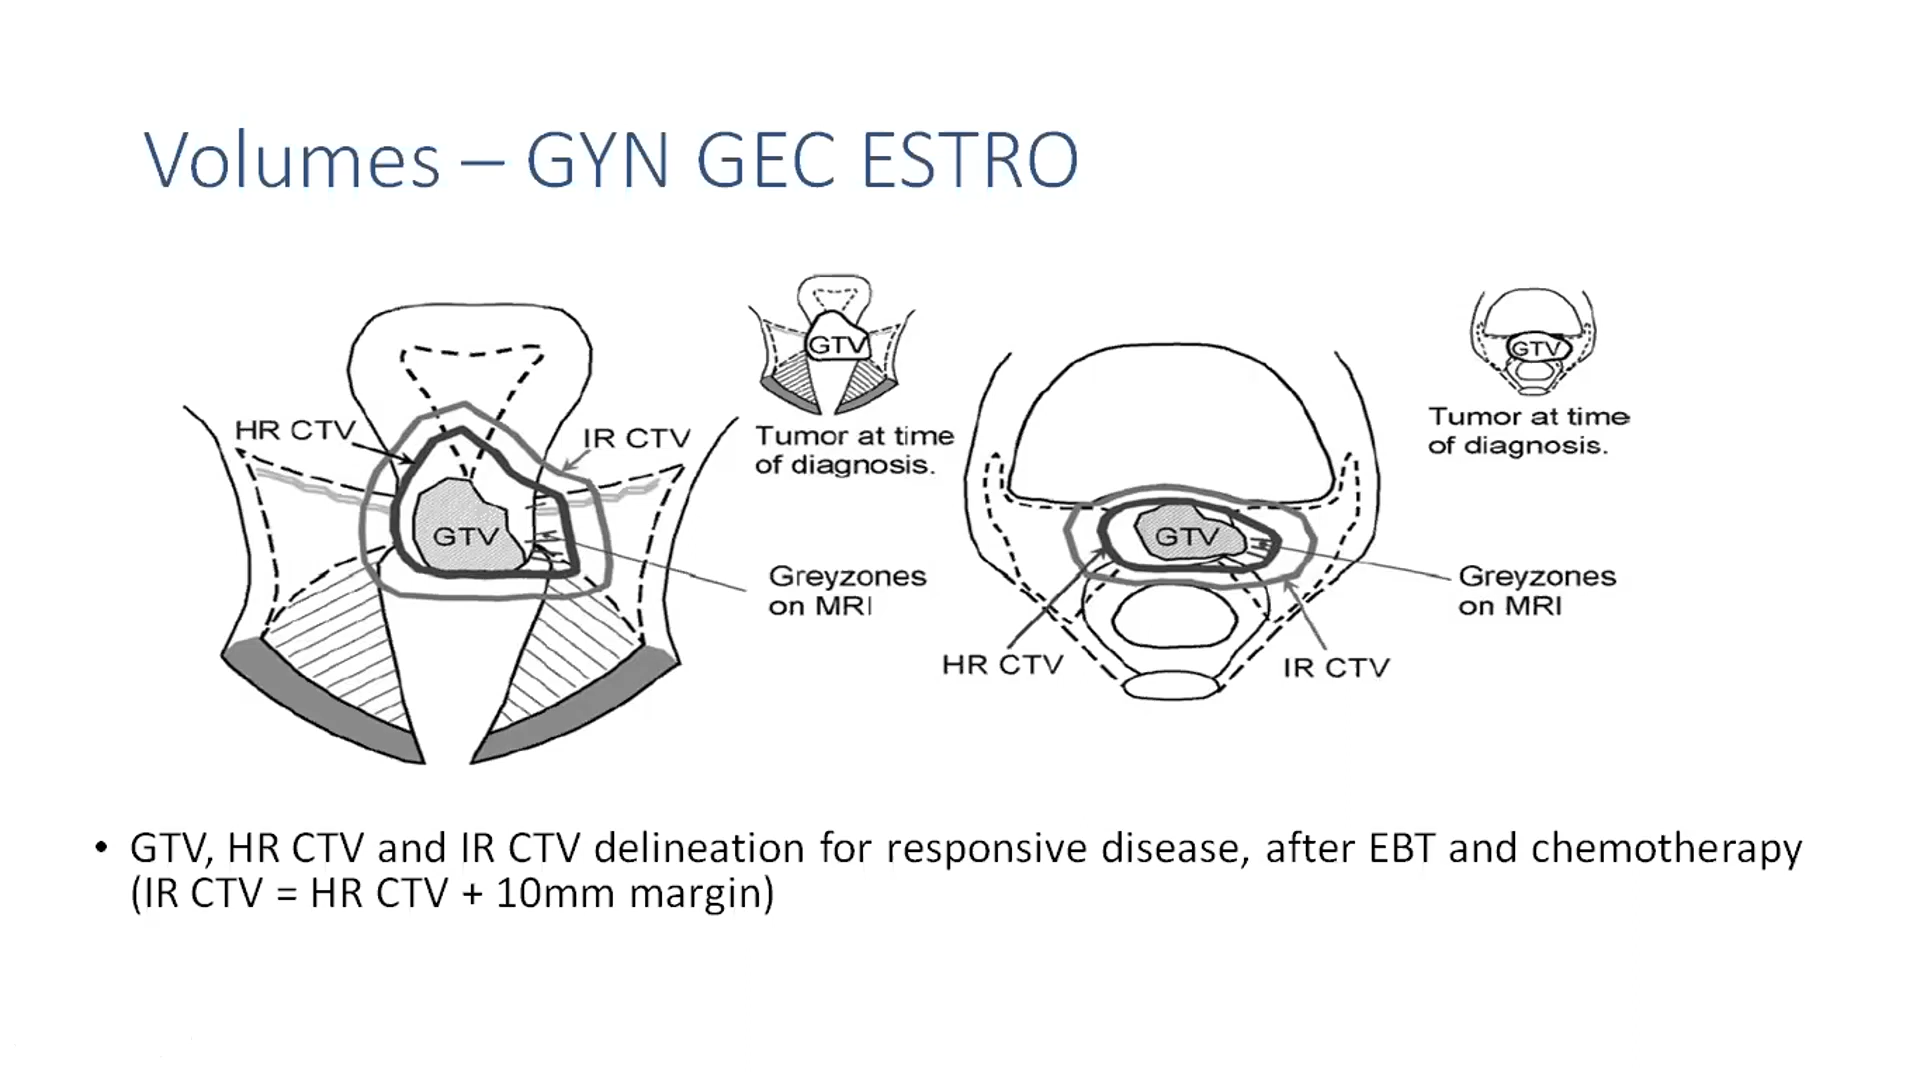 Volumes – GYN GEC ESTRO
HR CTV
IR CTV
GTV
Greyzones
on MRI
GTV
Tumor at time
of diagnosis.
GTV
Greyzones
on MRI
HR CTV
IR CTV
GTV
Tumor at time
of diagnosis.
• GTV, HR CTV and IR CTV delineation for responsive disease, after EBT and chemotherapy
(IR CTV = HR CTV + 10mm margin)